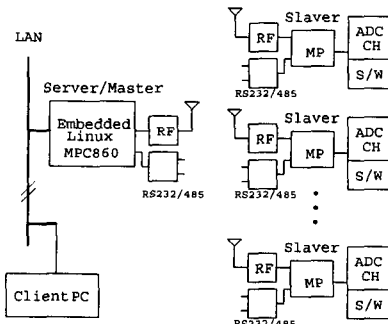 LAN
Server/Master
Embedded
Linux
MPC860
RF
RS232/485
Client PC
Slaver
RF
MP
ADC
CH
S/W
RS232/485
Slaver
RF
MP
ADC
CH
S/W
RS232/485
Slaver
RF
MP
ADC
CH
S/W
RS232/485